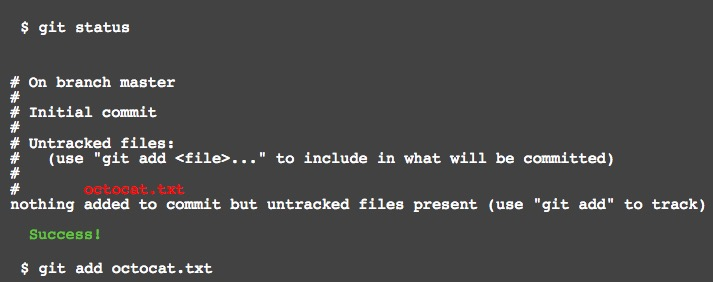 $ git status
# On branch master
#
# Initial commit
#
# Untracked files:
#   (use "git add <file>..." to include in what will be committed)
#
#       octocat.txt
nothing added to commit but untracked files present (use "git add" to track)
Success!
$ git add octocat.txt